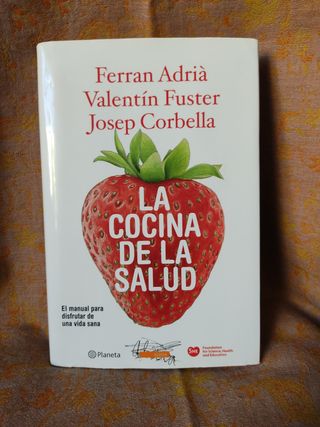 Ferran Adrià
Valentín Fuster
Josep Corbella
LA
COCINA
DE LA
SALUD
El manual para
disfrutar de
una vida sana
Planeta
SHE
Foundation
for Science, Health
and Education